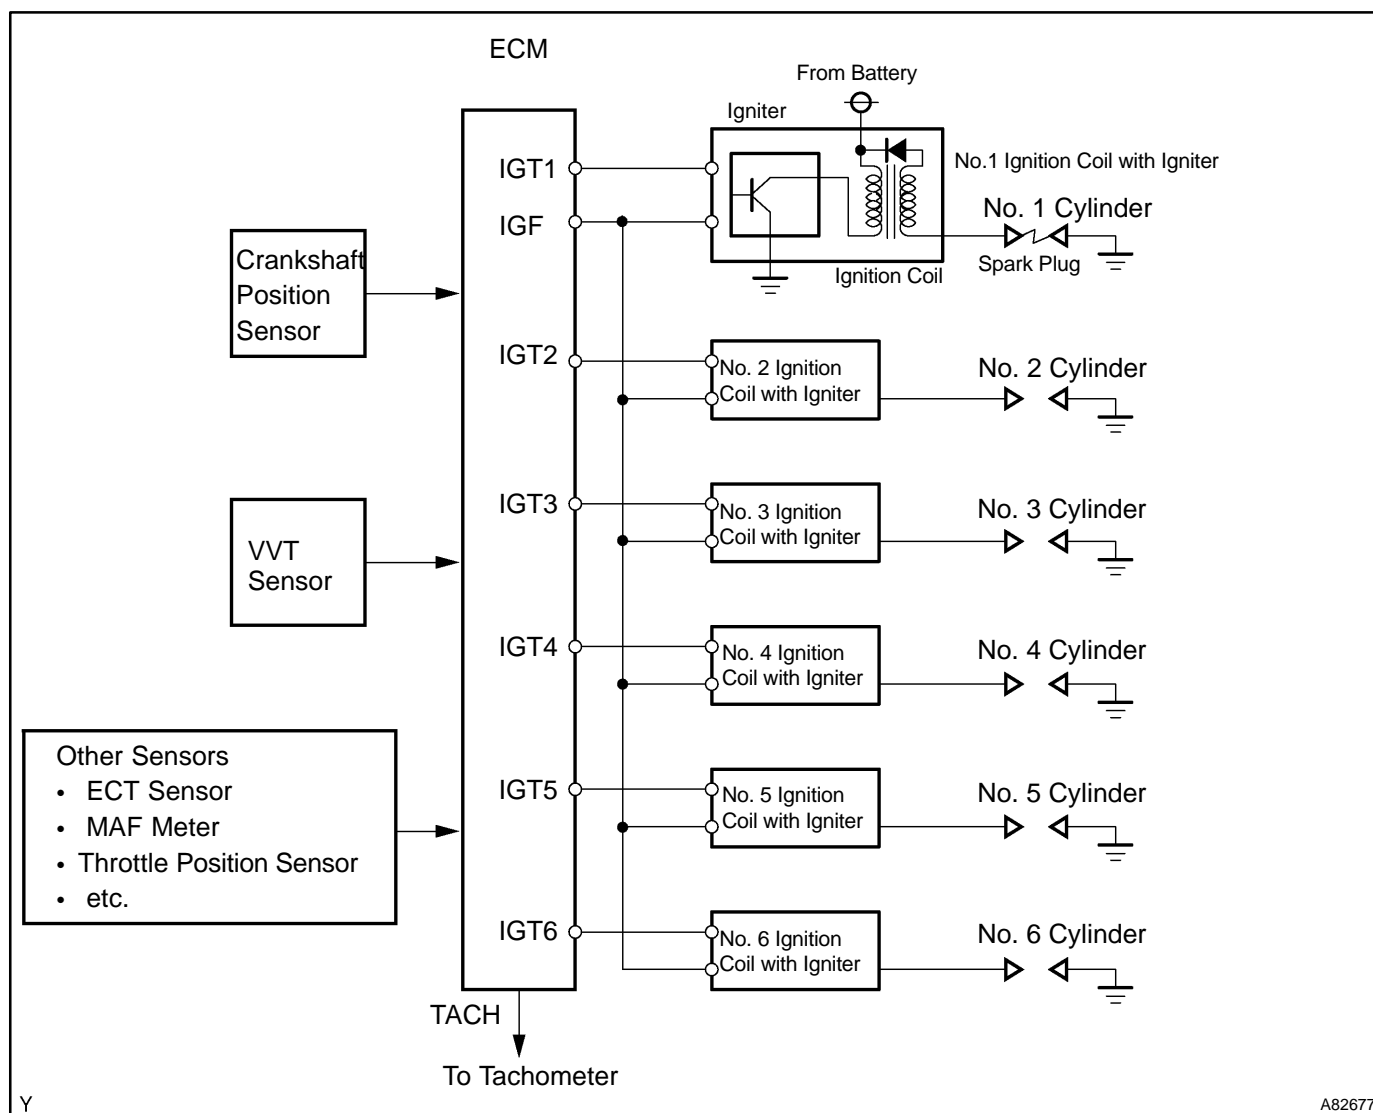 ECM
From Battery
Igniter
IGT1
No.1 Ignition Coil with Igniter
No. 1 Cylinder
IGF
Spark Plug
Ignition Coil
Crankshaft
Position
Sensor
IGT2
No. 2 Ignition
Coil with Igniter
No. 2 Cylinder
IGT3
No. 3 Ignition
Coil with Igniter
No. 3 Cylinder
VVT
Sensor
IGT4
No. 4 Ignition
Coil with Igniter
No. 4 Cylinder
Other Sensors
• ECT Sensor
• MAF Meter
• Throttle Position Sensor
• etc.
IGT5
No. 5 Ignition
Coil with Igniter
No. 5 Cylinder
IGT6
No. 6 Ignition
Coil with Igniter
No. 6 Cylinder
TACH
To Tachometer
Y
A82677